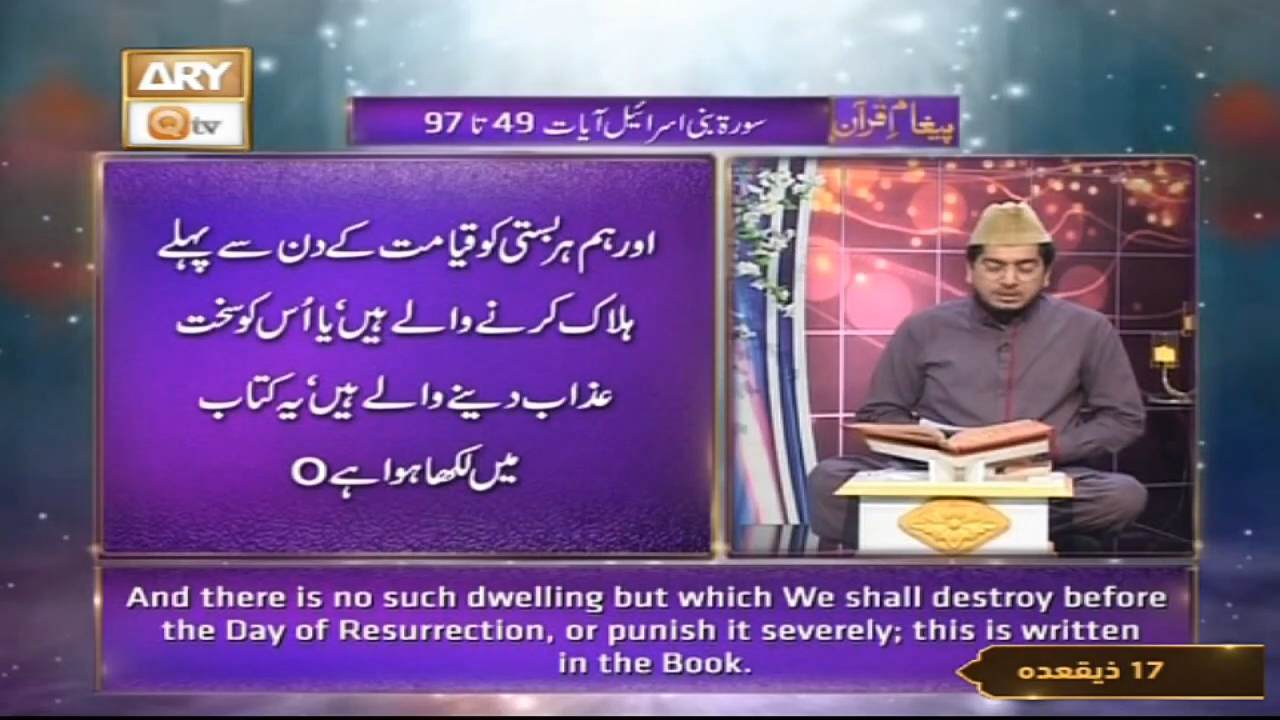 ARY
Qtv
پیغامِ قرآن
سورۃ بنی اسرائیل آیات 49 تا 97
اور ہم ہر بستی کو قیامت کے دن سے پہلے
ہلاک کرنے والے ہیں‘ یا اُس کو سخت
عذاب دینے والے ہیں‘ یہ کتاب
میں لکھا ہوا ہے O
And there is no such dwelling but which We shall destroy before
the Day of Resurrection, or punish it severely; this is written
in the Book.
17 ذیقعدہ